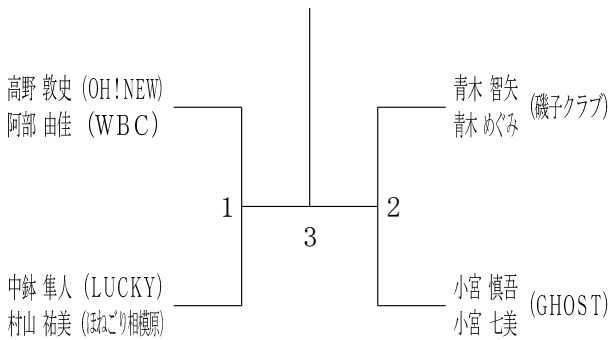 高野 敦史 (OH!NEW)
阿部 由佳 (WBC)
青木 智矢
青木 めぐみ
(磯子クラブ)
1
2
3
中鉢 隼人 (LUCKY)
村山 祐美 (ほねごり相模原)
小宮 慎吾
小宮 七美
(GHOST)